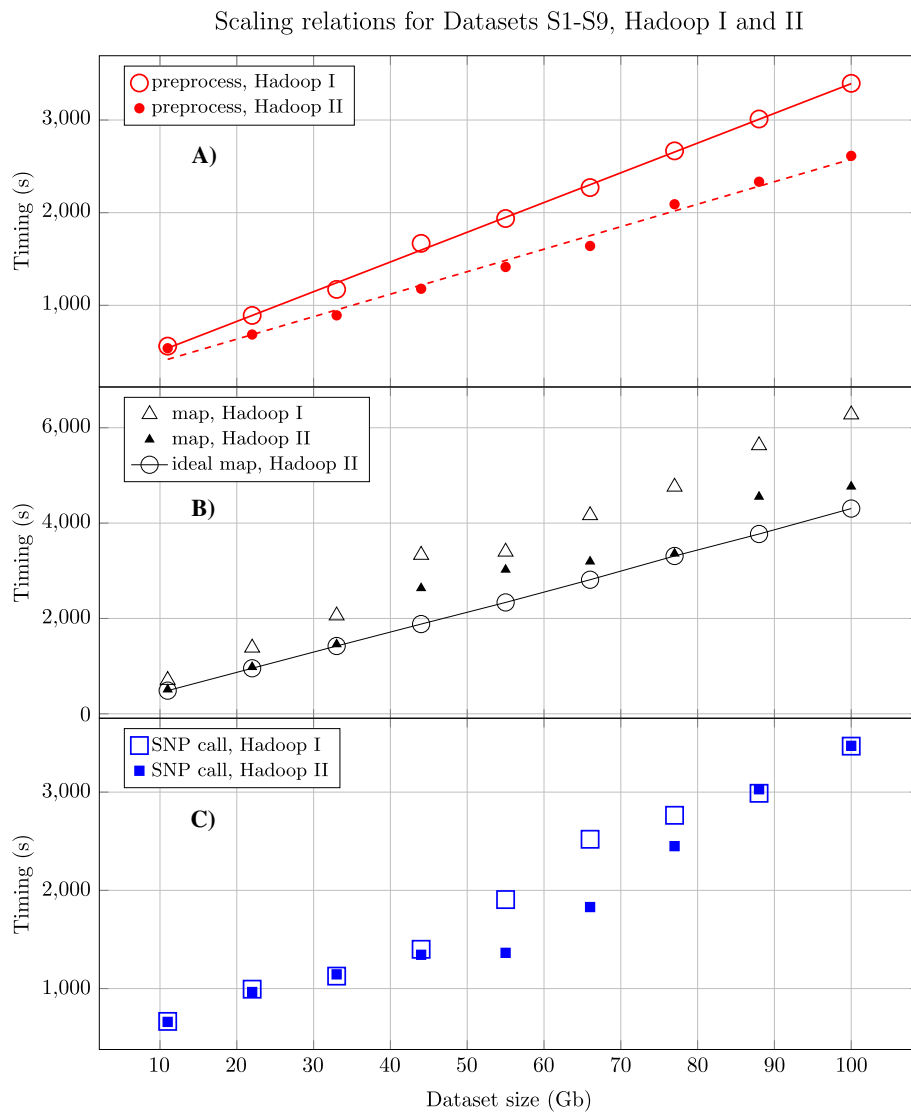 Scaling relations for Datasets S1-S9, Hadoop I and II
preprocess, Hadoop I
preprocess, Hadoop II
A)
Timing (s)
3,000
2,000
1,000
map, Hadoop I
map, Hadoop II
ideal map, Hadoop II
B)
Timing (s)
6,000
4,000
2,000
0
SNP call, Hadoop I
SNP call, Hadoop II
C)
Timing (s)
3,000
2,000
1,000
10 20 30 40 50 60 70 80 90 100
Dataset size (Gb)